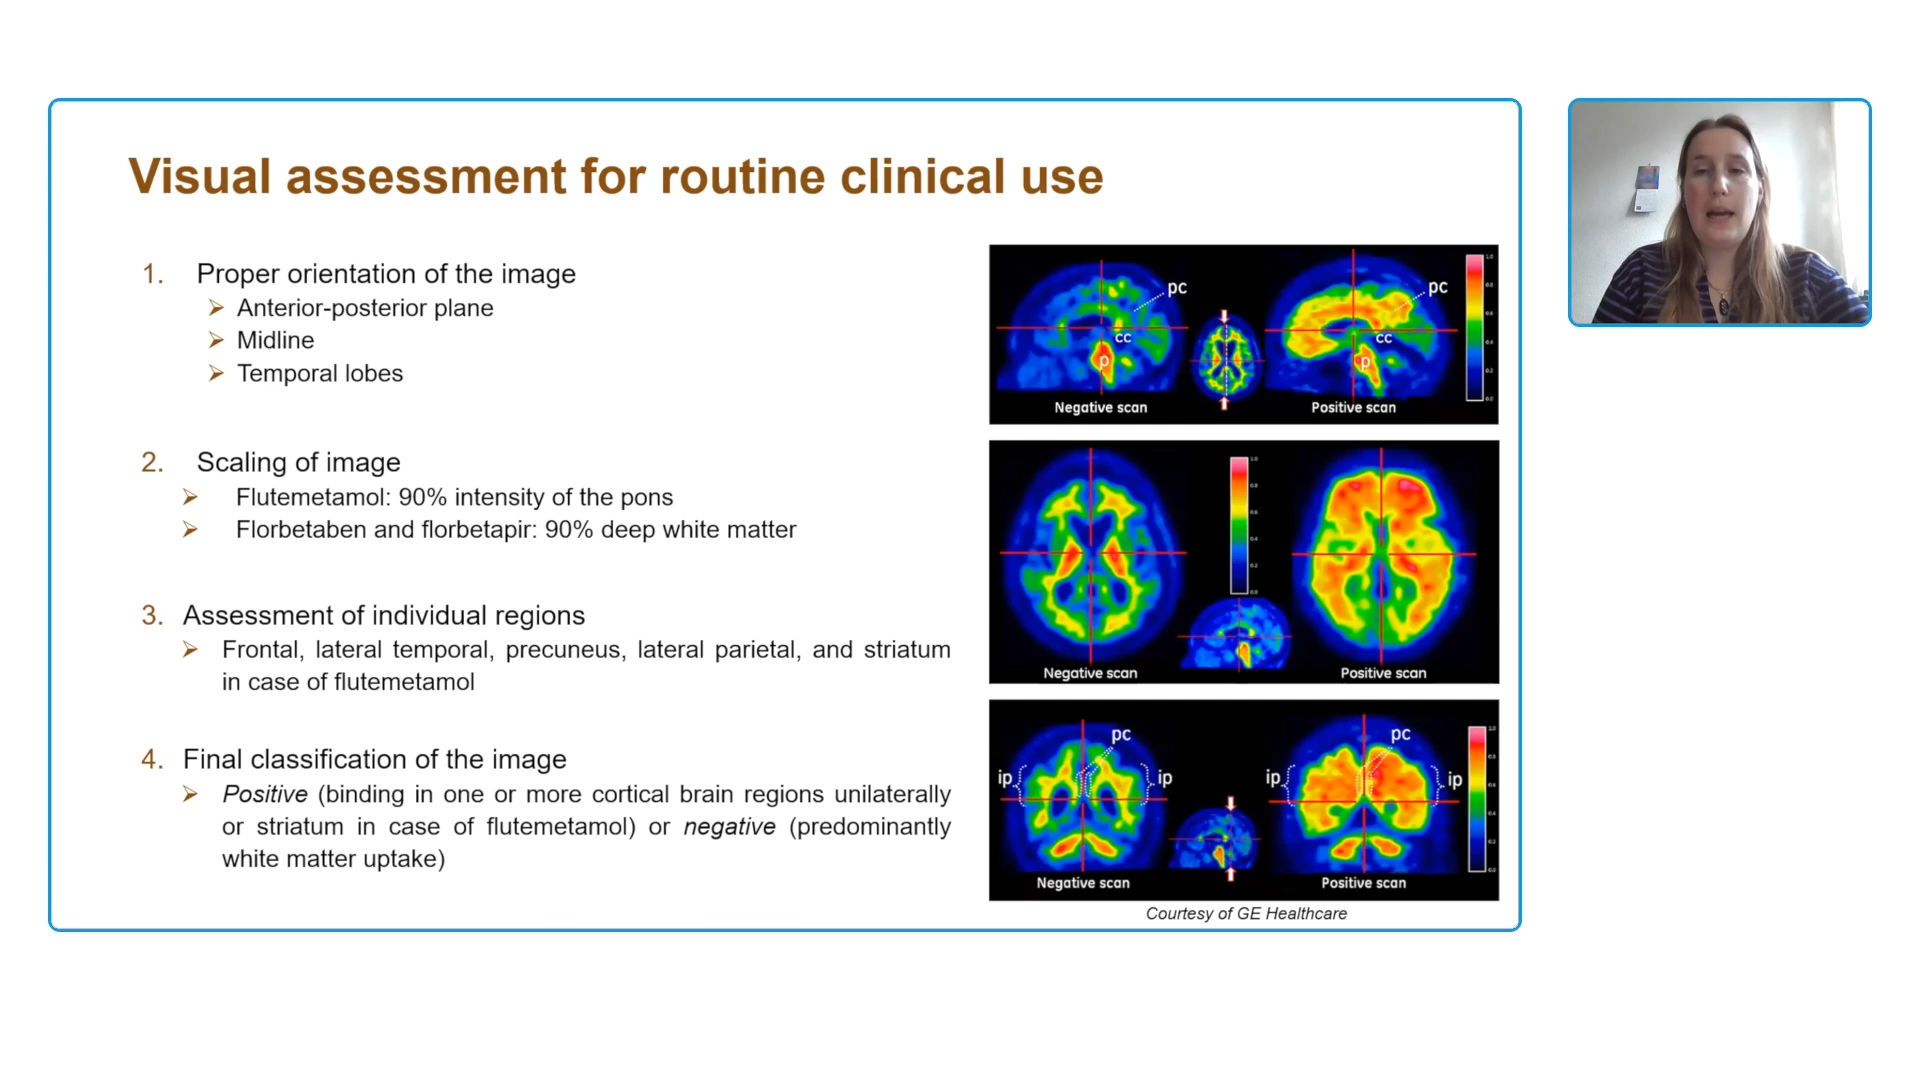 Visual assessment for routine clinical use
1. Proper orientation of the image
Anterior-posterior plane
Midline
Temporal lobes
2. Scaling of image
Flutemetamol: 90% intensity of the pons
Florbetaben and florbetapir: 90% deep white matter
3. Assessment of individual regions
Frontal, lateral temporal, precuneus, lateral parietal, and striatum
in case of flutemetamol
4. Final classification of the image
Positive (binding in one or more cortical brain regions unilaterally
or striatum in case of flutemetamol) or negative (predominantly
white matter uptake)
pc
cc
p
Negative scan
pc
cc
p
Positive scan
Negative scan
Positive scan
pc
ip
ip
Negative scan
pc
ip
ip
Positive scan
Courtesy of GE Healthcare